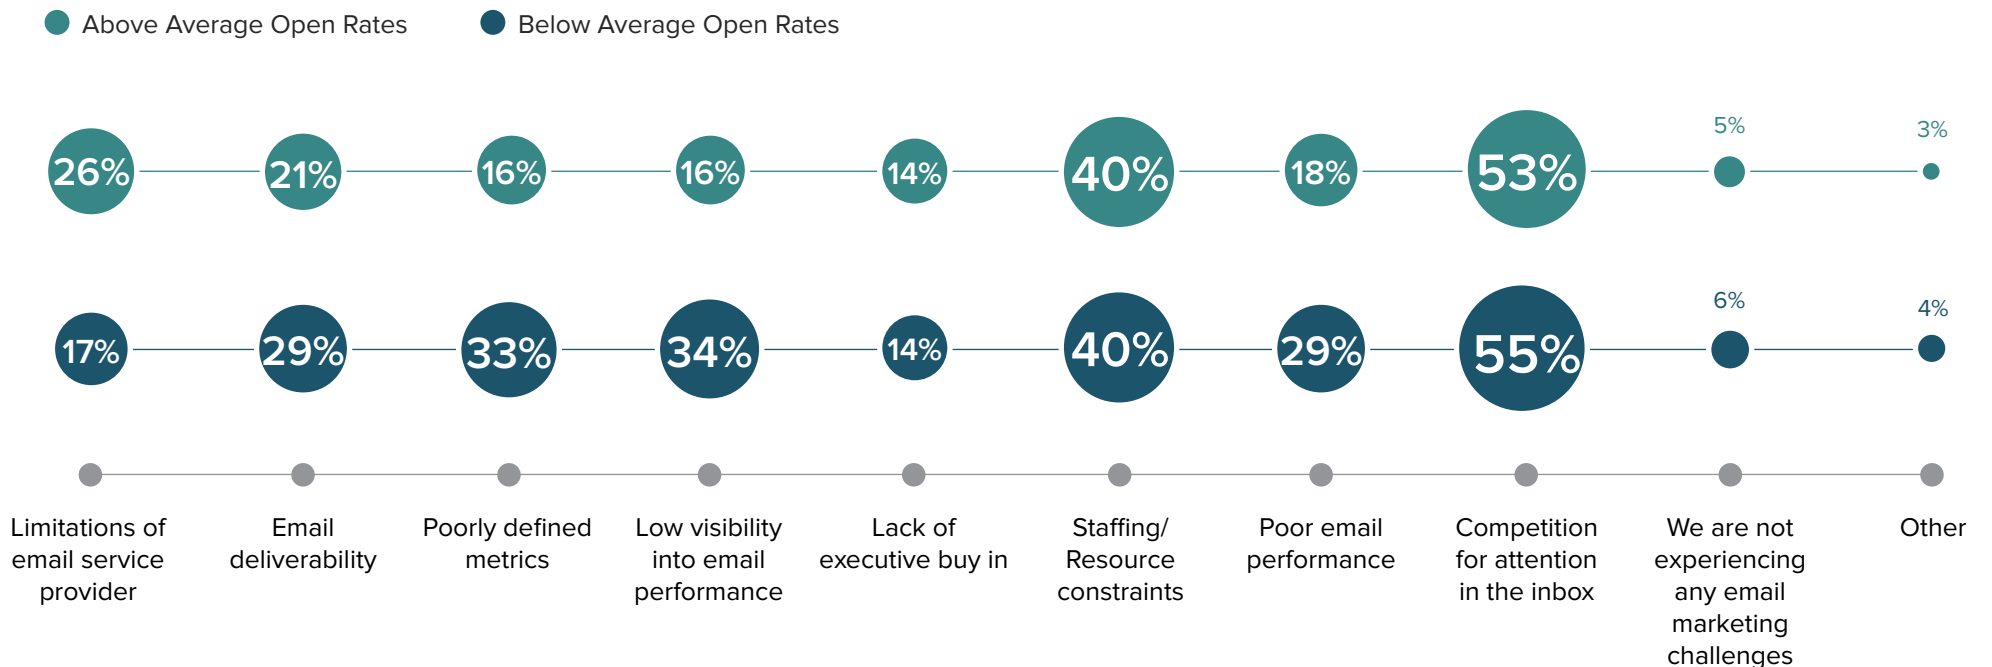 Above Average Open Rates
Below Average Open Rates
26%
21%
16%
16%
14%
40%
18%
53%
5%
3%
17%
29%
33%
34%
14%
40%
29%
55%
6%
4%
Limitations of
email service
provider
Email
deliverability
Poorly defined
metrics
Low visibility
into email
performance
Lack of
executive buy in
Staffing/
Resource
constraints
Poor email
performance
Competition
for attention
in the inbox
We are not
experiencing
any email
marketing
challenges
Other